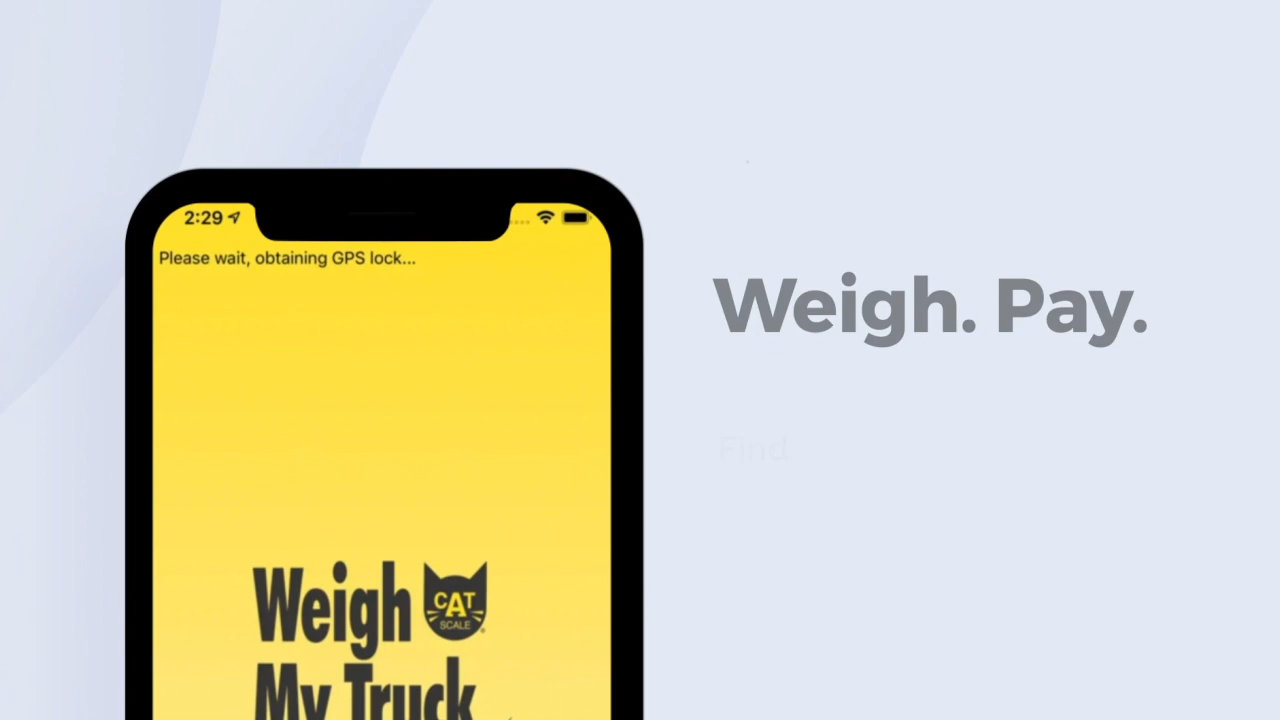 2:29
Please wait, obtaining GPS lock...
Weigh
CAT
SCALE
My Truck
Weigh. Pay.
Find